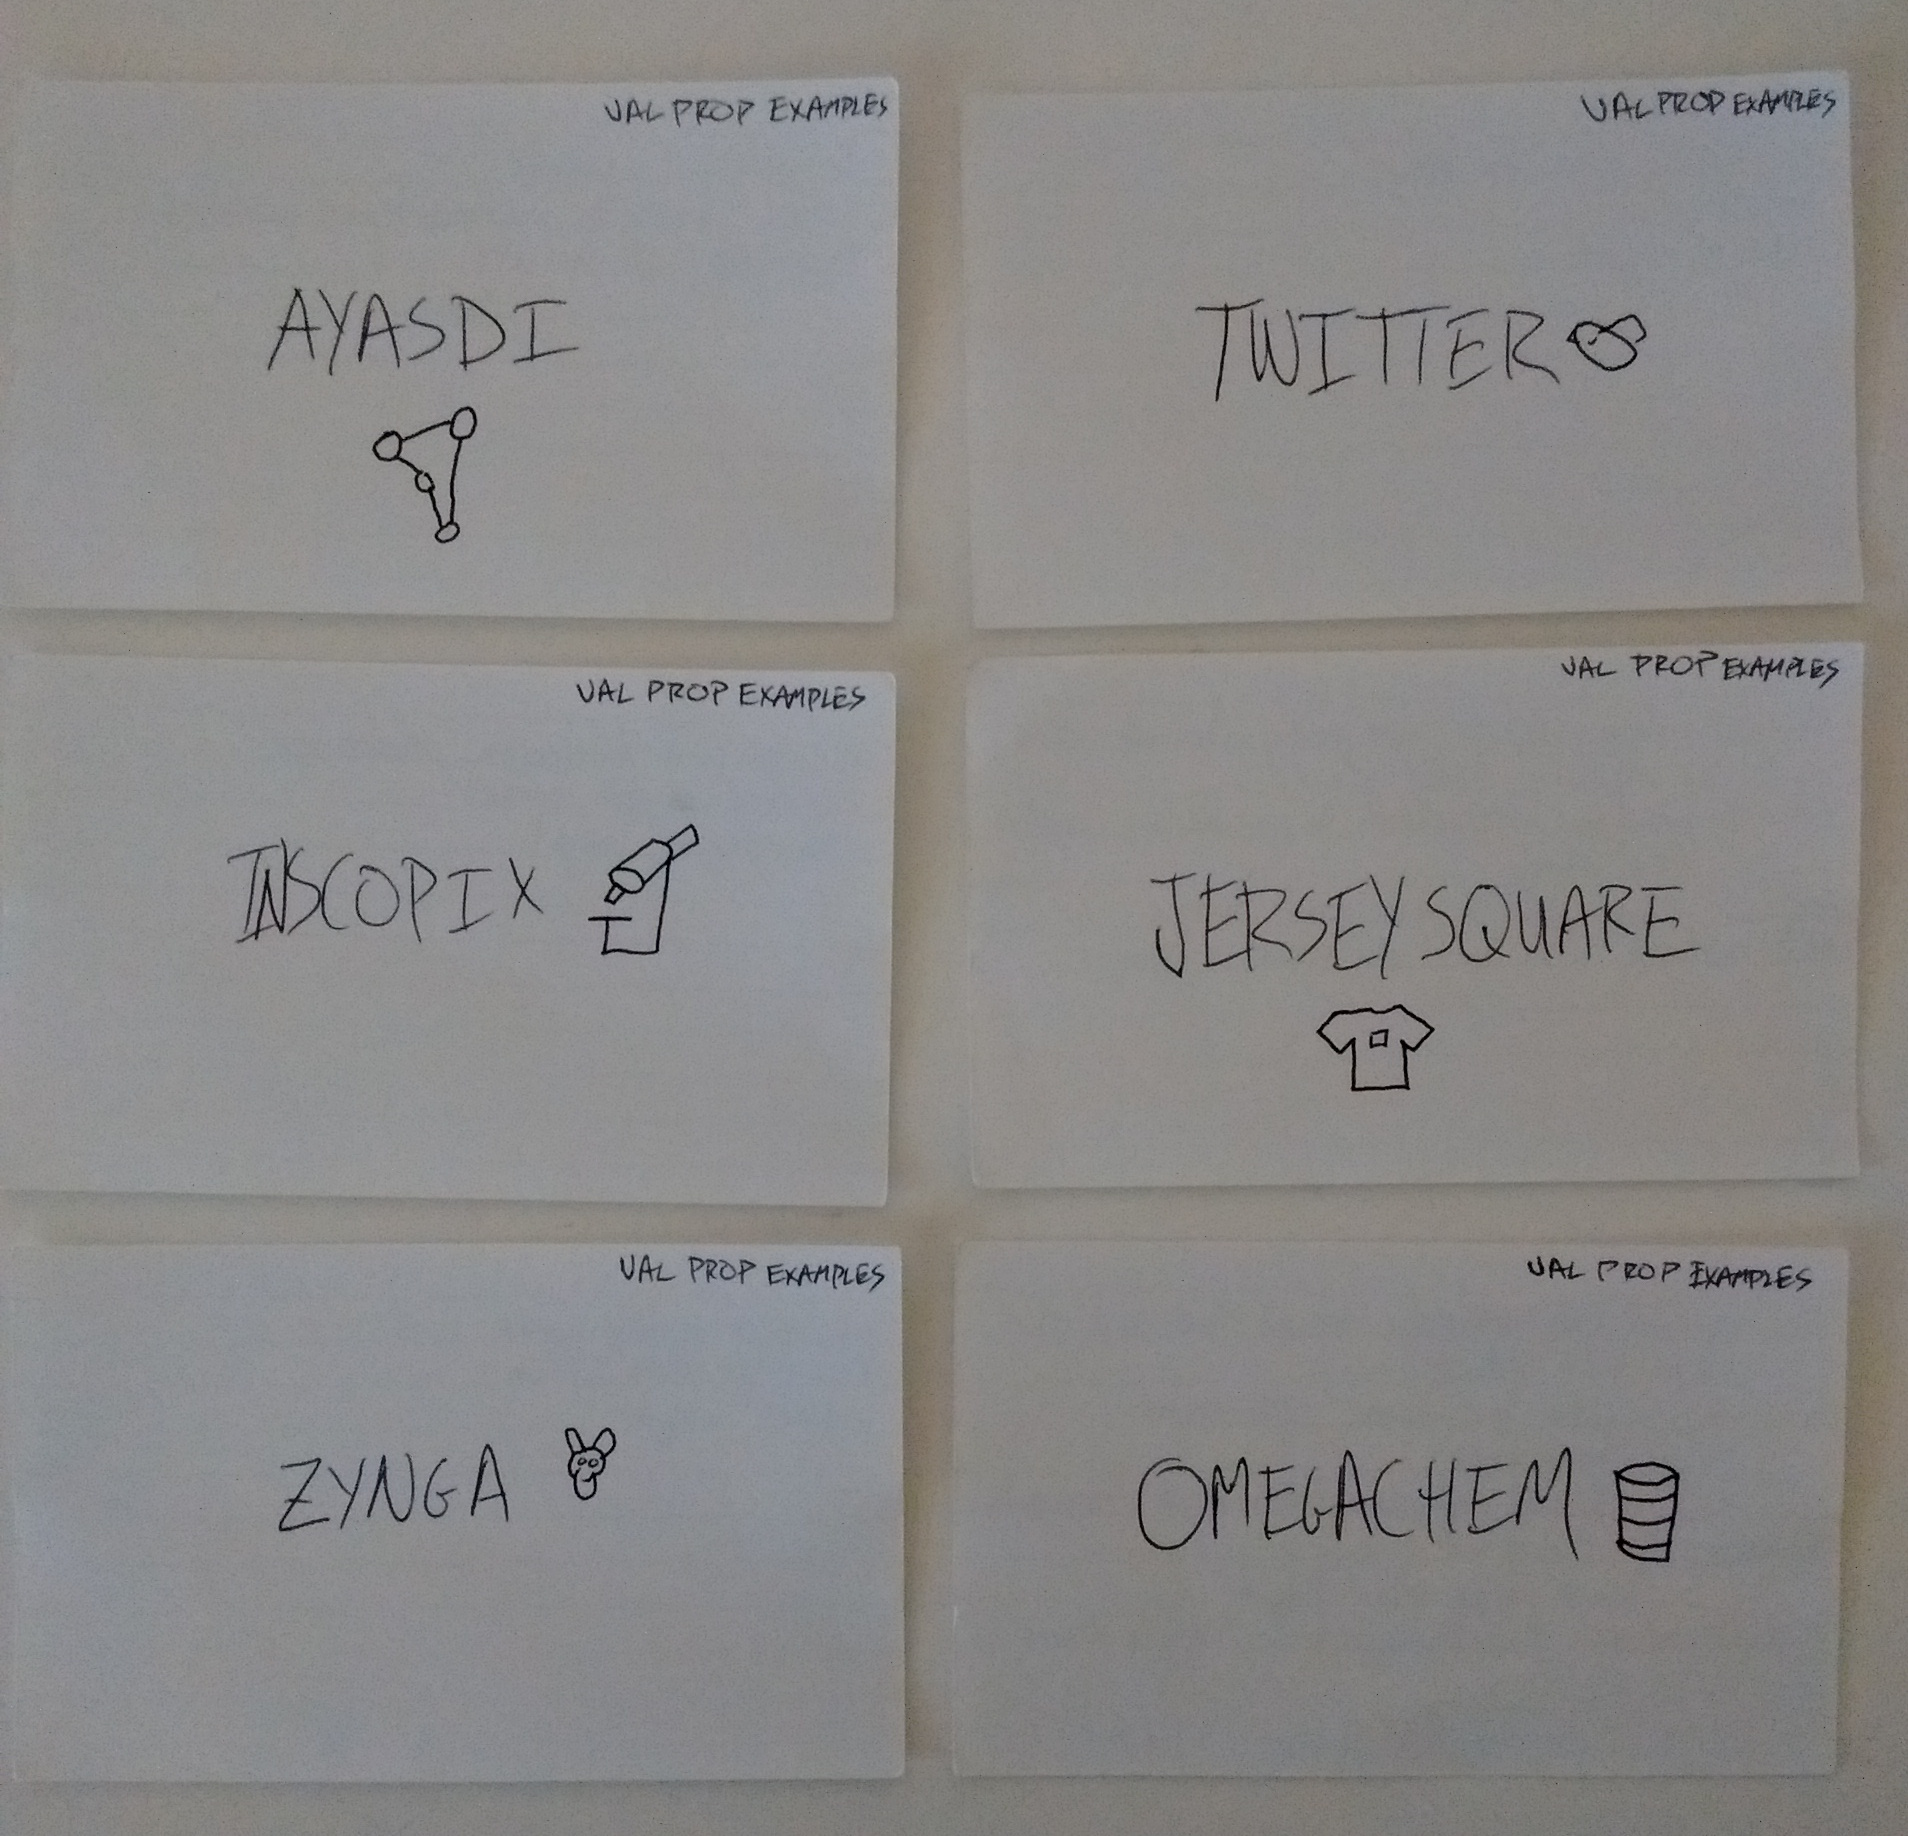 VAL PROP EXAMPLES
AYASDI
VAL PROP EXAMPLES
TWITTER
VAL PROP EXAMPLES
INSCOPIX
VAL PROP EXAMPLES
JERSEY SQUARE
VAL PROP EXAMPLES
ZYNGA
VAL PROP EXAMPLES
OMEGACHEM